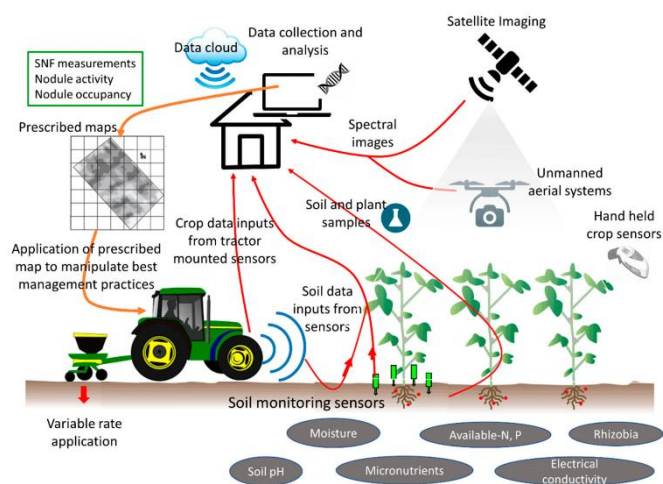 Data cloud
Data collection and
analysis
Satellite Imaging
SNF measurements
Nodule activity
Nodule occupancy
Prescribed maps
Spectral
images
Unmanned
aerial systems
Soil and plant
samples
Hand held
crop sensors
Crop data inputs
from tractor
mounted sensors
Application of prescribed
map to manipulate best
management practices
Soil data
inputs from
sensors
Soil monitoring sensors
Variable rate
application
Moisture
Available-N, P
Rhizobia
Soil pH
Micronutrients
Electrical
conductivity